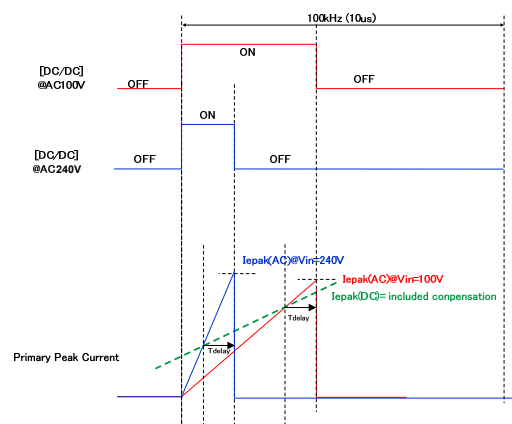 100kHz (10us)
[DC/DC]
@AC100V
OFF
ON
OFF
[DC/DC]
@AC240V
OFF
ON
OFF
Iepak(AC)@Vin=240V
Iepak(AC)@Vin=100V
Iepak(DC)= included conpensation
Tdelay
Tdelay
Primary Peak Current